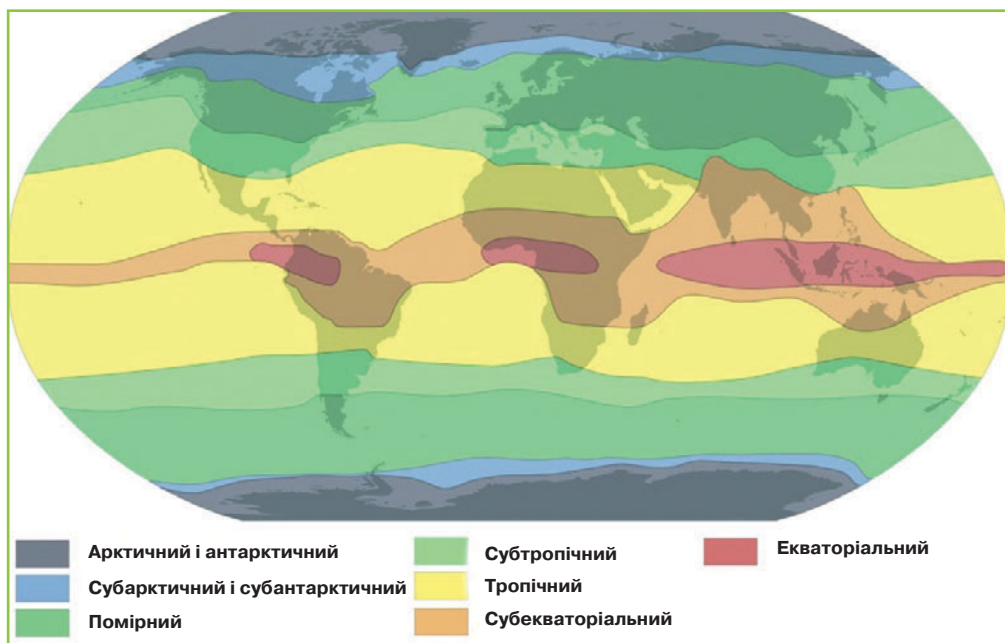 Арктичний і антарктичний
Субарктичний і субантарктичний
Помірний
Субтропічний
Тропічний
Субекваторіальний
Екваторіальний